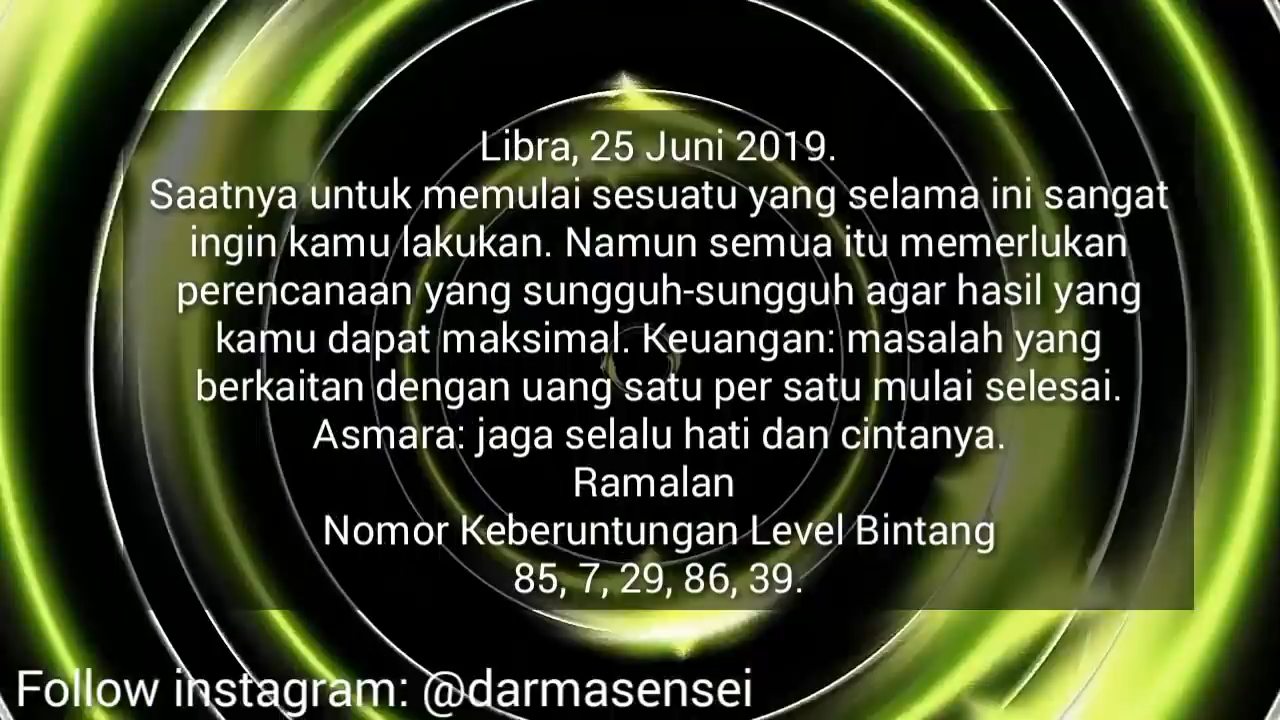 Libra, 25 Juni 2019.
Saatnya untuk memulai sesuatu yang selama ini sangat
ingin kamu lakukan. Namun semua itu memerlukan
perencanaan yang sungguh-sungguh agar hasil yang
kamu dapat maksimal. Keuangan: masalah yang
berkaitan dengan uang satu per satu mulai selesai.
Asmara: jaga selalu hati dan cintanya.
Ramalan
Nomor Keberuntungan Level Bintang
85, 7, 29, 86, 39.
Follow instagram: @darmasensei